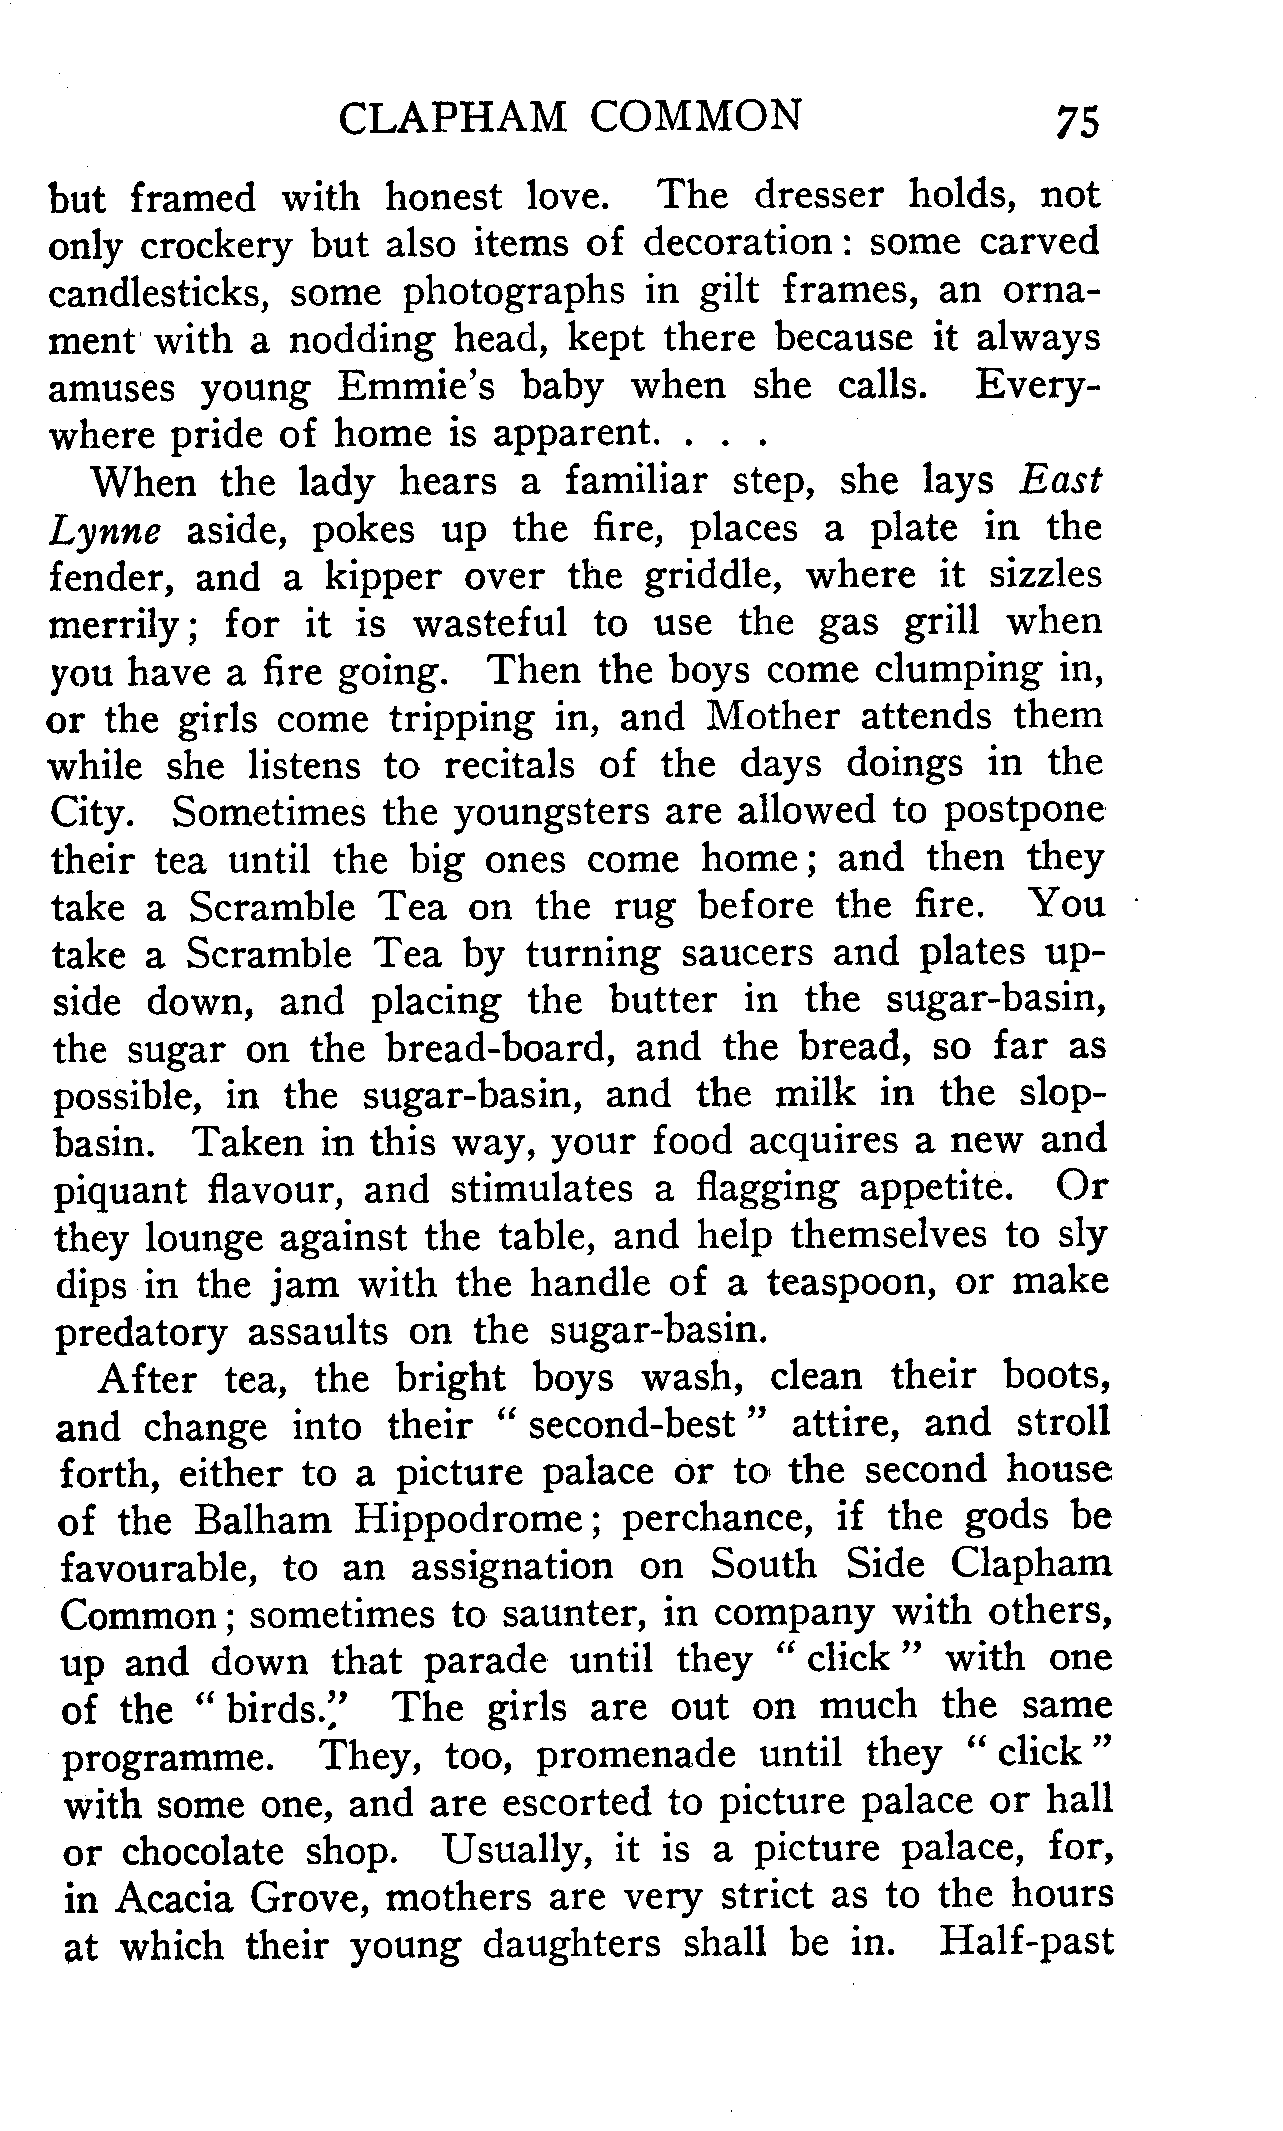 CLAPHAM COMMON 75
but framed with honest love. The dresser holds, not
only crockery but also items of decoration : some carved
candlesticks, some photographs in gilt frames, an orna-
ment with a nodding head, kept there because it always
amuses young Emmie's baby when she calls. Every-
where pride of home is apparent. . . .
When the lady hears a familiar step, she lays East
Lynne aside, pokes up the fire, places a plate in the
fender, and a kipper over the griddle, where it sizzles
merrily ; for it is wasteful to use the gas grill when
you have a fire going. Then the boys come clumping in,
or the girls come tripping in, and Mother attends them
while she listens to recitals of the days doings in the
City. Sometimes the youngsters are allowed to postpone
their tea until the big ones come home ; and then they
take a Scramble Tea on the rug before the fire. You
take a Scramble Tea by turning saucers and plates up-
side down, and placing the butter in the sugar-basin,
the sugar on the bread-board, and the bread, so far as
possible, in the sugar-basin, and the milk in the slop-
basin. Taken in this way, your food acquires a new and
piquant flavour, and stimulates a flagging appetite. Or
they lounge against the table, and help themselves to sly
dips in the jam with the handle of a teaspoon, or make
predatory assaults on the sugar-basin.
After tea, the bright boys wash, clean their boots,
and change into their " second-best " attire, and stroll
forth, either to a picture palace or to the second house
of the Balham Hippodrome ; perchance, if the gods be
favourable, to an assignation on South Side Clapham
Common ; sometimes to saunter, in company with others,
up and down that parade until they " click " with one
of the " birds." The girls are out on much the same
programme. They, too, promenade until they " click "
with some one, and are escorted to picture palace or hall
or chocolate shop. Usually, it is a picture palace, for,
in Acacia Grove, mothers are very strict as to the hours
at which their young daughters shall be in. Half-past